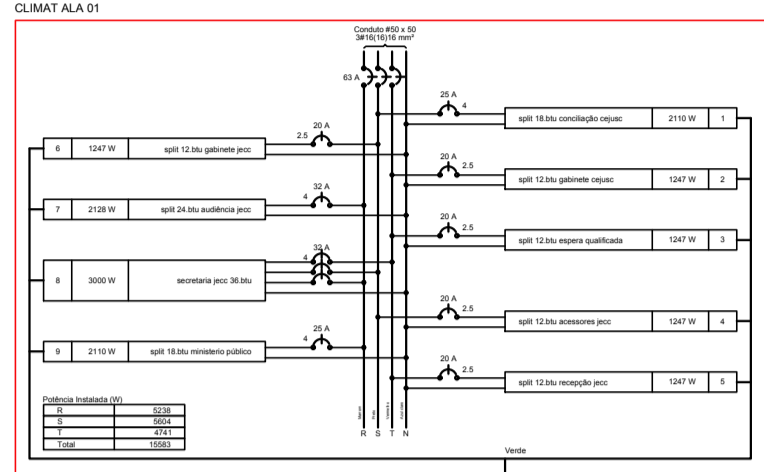 CLIMAT ALA 01
Conduto #50 x 50
3#16(16)16 mm²
63 A
25 A
4
split 18.btu conciliação cejusc 2110 W 1
20 A
2.5
6 1247 W split 12.btu gabinete jecc
20 A
2.5
split 12.btu gabinete cejusc 1247 W 2
32 A
4
7 2128 W split 24.btu audiência jecc
20 A
2.5
split 12.btu espera qualificada 1247 W 3
32 A
4
8 3000 W secretaria jecc 36.btu
20 A
2.5
split 12.btu acessores jecc 1247 W 4
25 A
4
9 2110 W split 18.btu ministerio público
20 A
2.5
split 12.btu recepção jecc 1247 W 5
Potência Instalada (W)
R 5238
S 5604
T 4741
Total 15583
R S T N
Verde